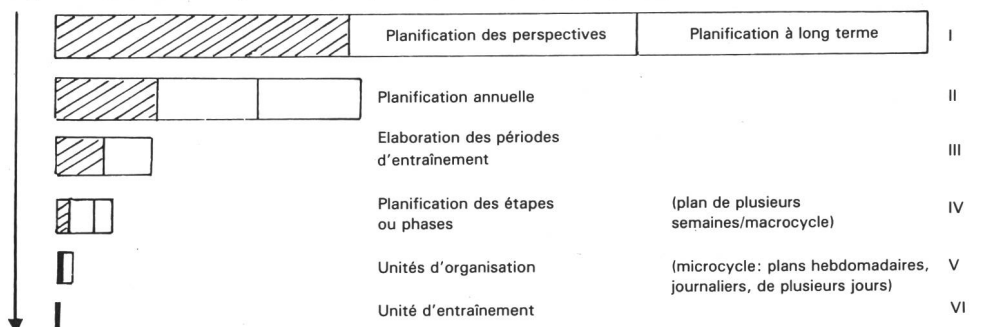 Planification des perspectives Planification à long terme I
Planification annuelle II
Elaboration des périodes
d'entraînement III
Planification des étapes (plan de plusieurs IV
ou phases semaines/macrocycle)
Unités d'organisation (microcycle: plans hebdomadaires, V
journaliers, de plusieurs jours)
Unité d'entraînement VI